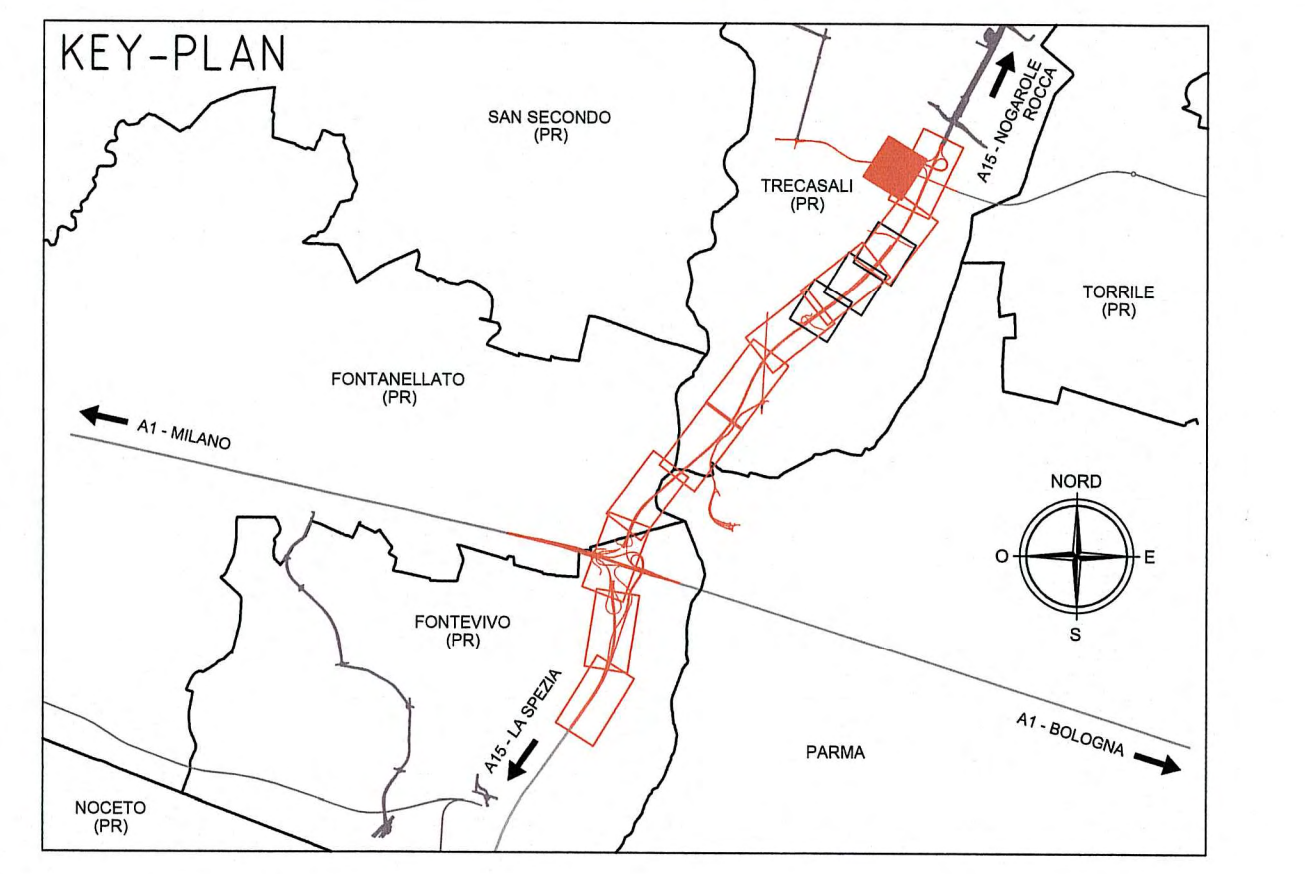 KEY-PLAN
SAN SECONDO
(PR)
A15 - NOGAROLE
ROCCA
TRECASALI
(PR)
TORRILE
(PR)
FONTANELLATO
(PR)
A1 - MILANO
NORD
O
E
S
FONTEVIVO
(PR)
A15 - LA SPEZIA
A1 - BOLOGNA
PARMA
NOCETO
(PR)